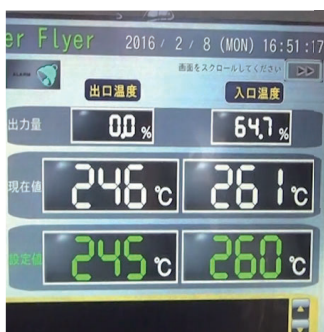 er Flyer 2016 / 2 / 8 (MON) 16:51:17
ALARM 画面をスクロールしてください >>
出口温度 入口温度
出力量 0.0 % 64.7 %
現在値 246 ℃ 261 ℃
設定値 245 ℃ 260 ℃